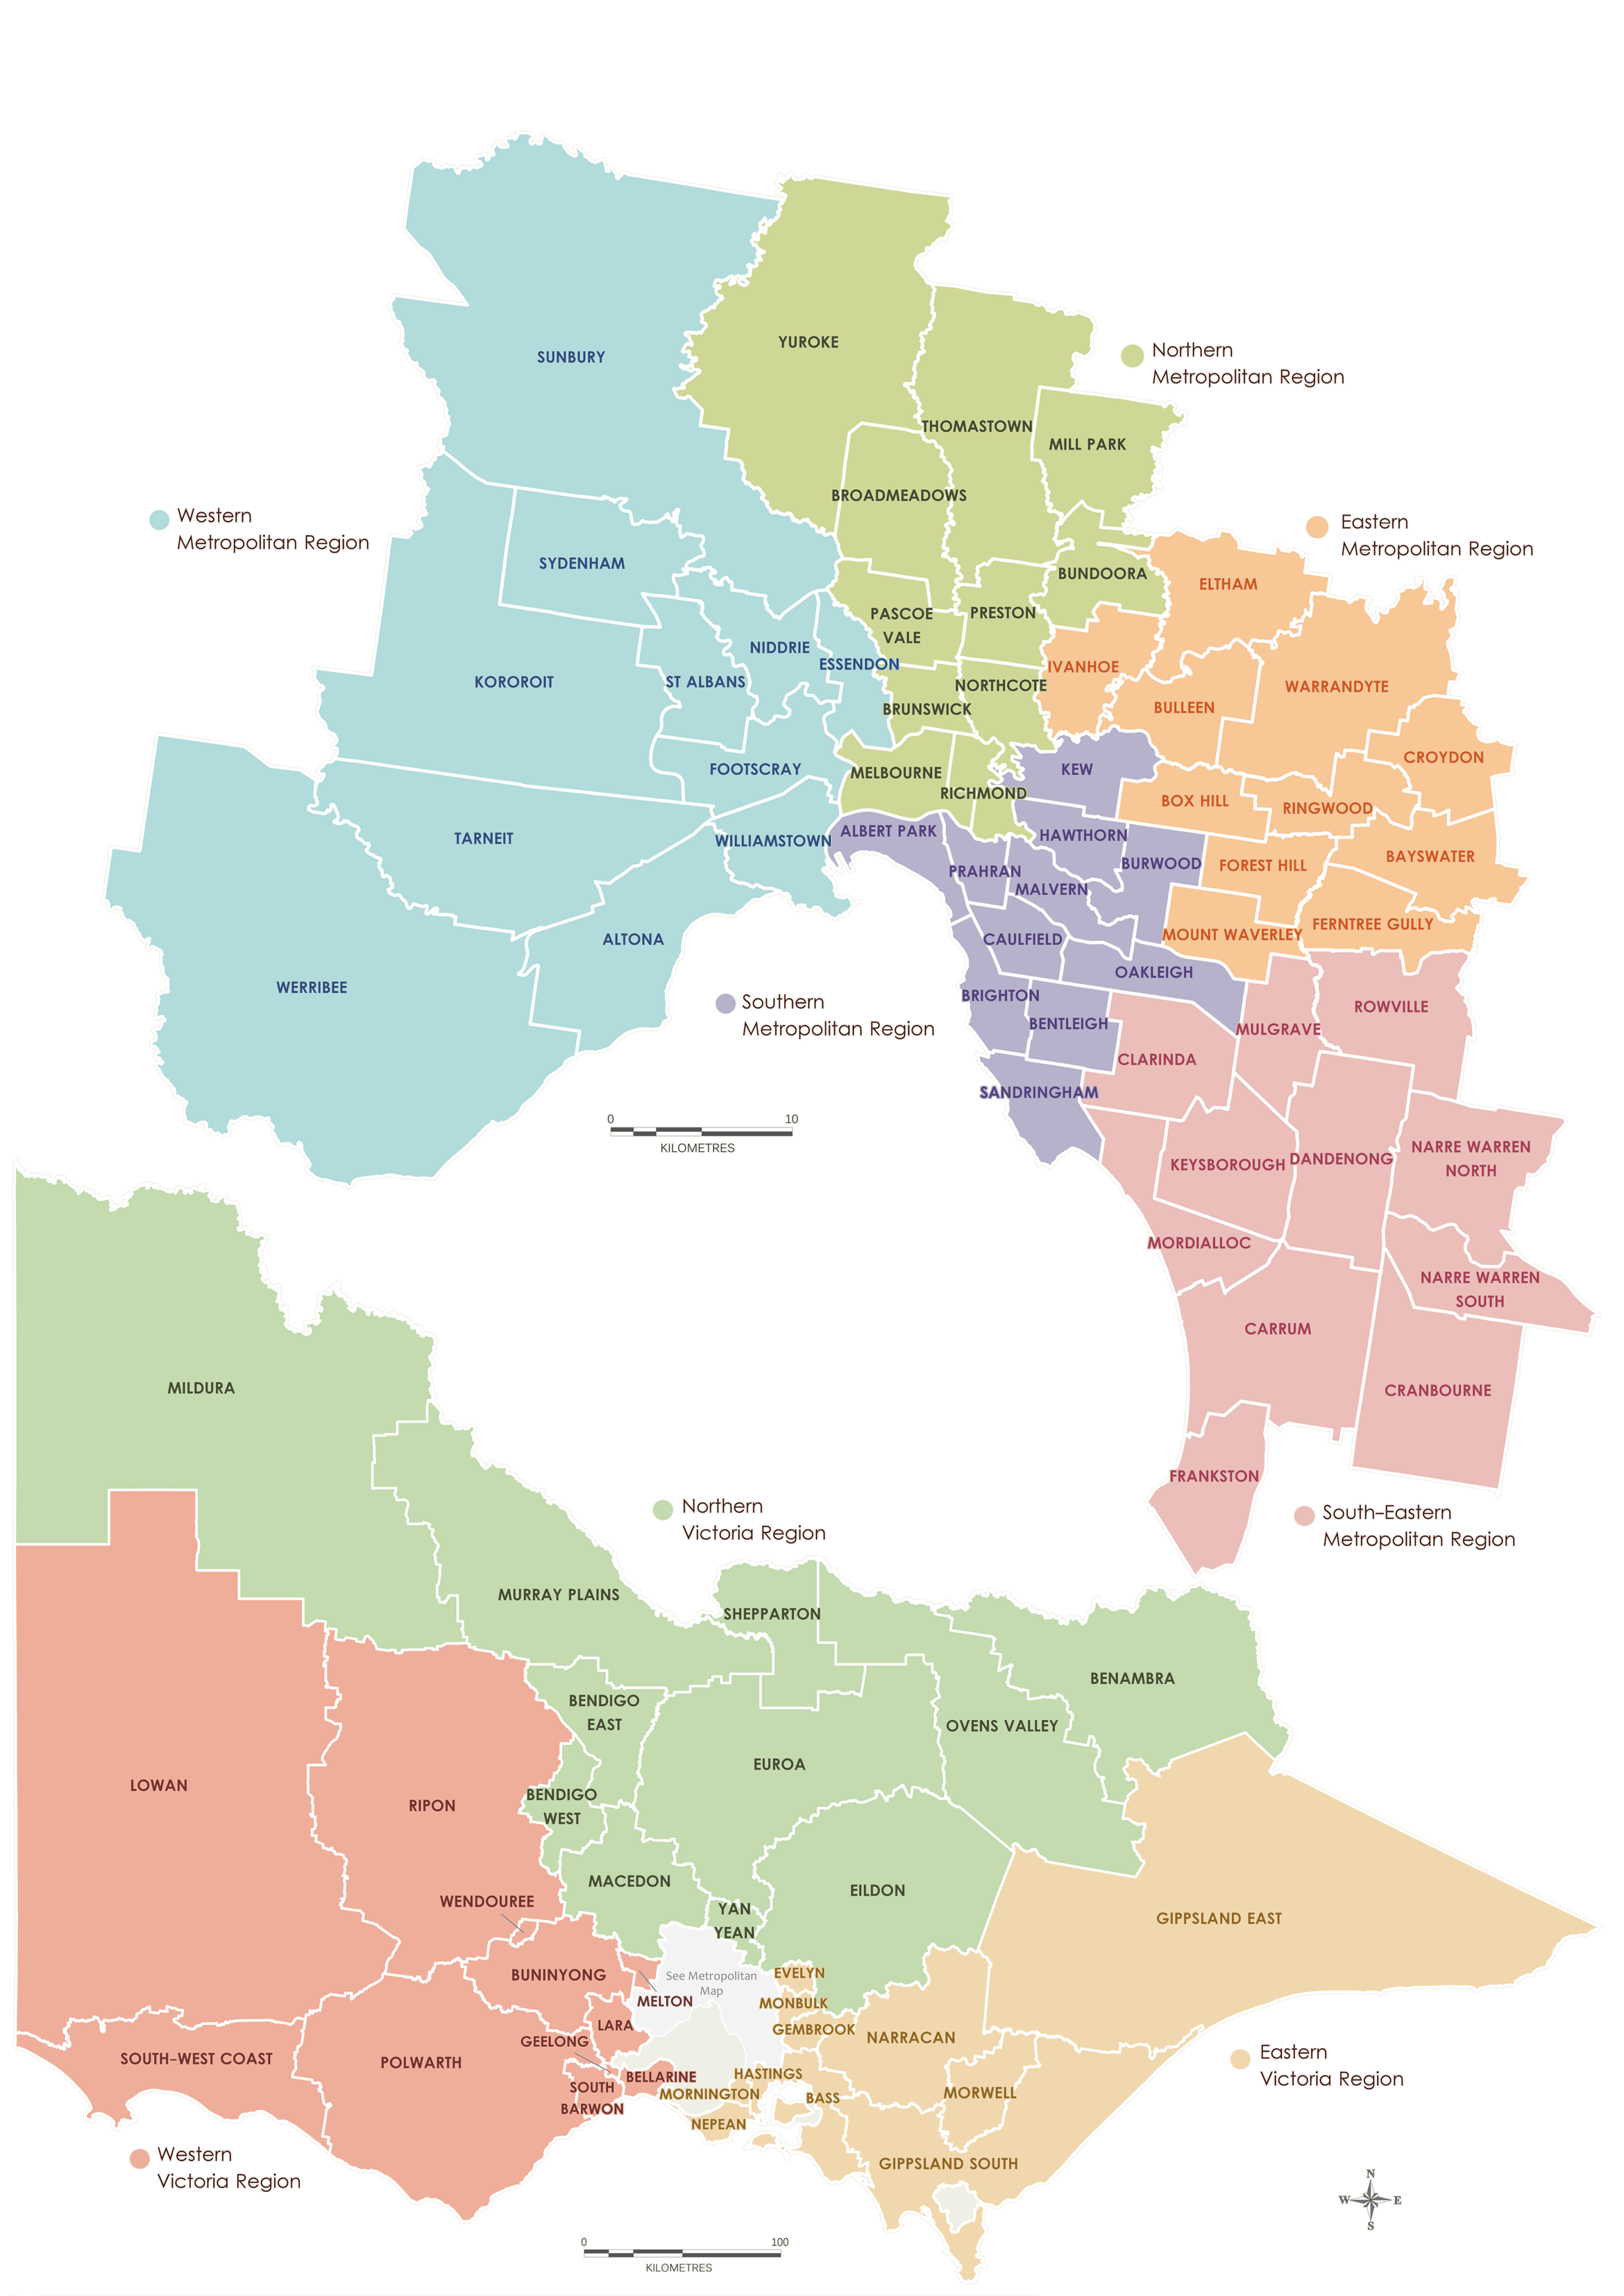 YUROKE
Northern
Metropolitan Region
SUNBURY
THOMASTOWN
MILL PARK
BROADMEADOWS
Western
Metropolitan Region
Eastern
Metropolitan Region
SYDENHAM
BUNDOORA
ELTHAM
PASCOE
VALE
PRESTON
NIDDRIE
ESSENDON
IVANHOE
KOROROIT
ST ALBANS
NORTHCOTE
WARRANDYTE
BRUNSWICK
BULLEEN
CROYDON
FOOTSCRAY
MELBOURNE
KEW
RICHMOND
BOX HILL
RINGWOOD
TARNEIT
WILLIAMSTOWN
ALBERT PARK
HAWTHORN
BURWOOD
FOREST HILL
BAYSWATER
PRAHRAN
MALVERN
ALTONA
CAULFIELD
MOUNT WAVERLEY
FERNTREE GULLY
OAKLEIGH
WERRIBEE
Southern
Metropolitan Region
BRIGHTON
BENTLEIGH
MULGRAVE
ROWVILLE
CLARINDA
SANDRINGHAM
0 10
KILOMETRES
KEYSBOROUGH
DANDENONG
NARRE WARREN
NORTH
MORDIALLOC
NARRE WARREN
SOUTH
CARRUM
CRANBOURNE
FRANKSTON
South-Eastern
Metropolitan Region
MILDURA
Northern
Victoria Region
MURRAY PLAINS
SHEPPARTON
BENAMBRA
BENDIGO
EAST
OVENS VALLEY
EUROA
LOWAN
RIPON
BENDIGO
WEST
MACEDON
EILDON
WENDOUREE
YAN
YEAN
GIPPSLAND EAST
BUNINYONG
See Metropolitan
Map
EVELYN
MELTON
MONBULK
LARA
GEMBROOK
NARRACAN
GEELONG
SOUTH-WEST COAST
POLWARTH
BELLARINE
HASTINGS
SOUTH
BARWON
MORNINGTON
BASS
MORWELL
NEPEAN
Eastern
Victoria Region
GIPPSLAND SOUTH
Western
Victoria Region
N
W E
S
0 100
KILOMETRES